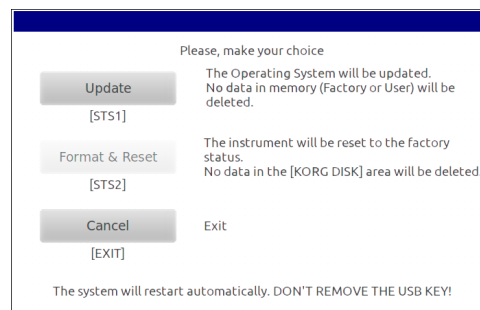 Please, make your choice
Update
[STS1]
The Operating System will be updated.
No data in memory (Factory or User) will be
deleted.
Format & Reset
[STS2]
The instrument will be reset to the factory
status.
No data in the [KORG DISK] area will be deleted.
Cancel
[EXIT]
Exit
The system will restart automatically. DON'T REMOVE THE USB KEY!